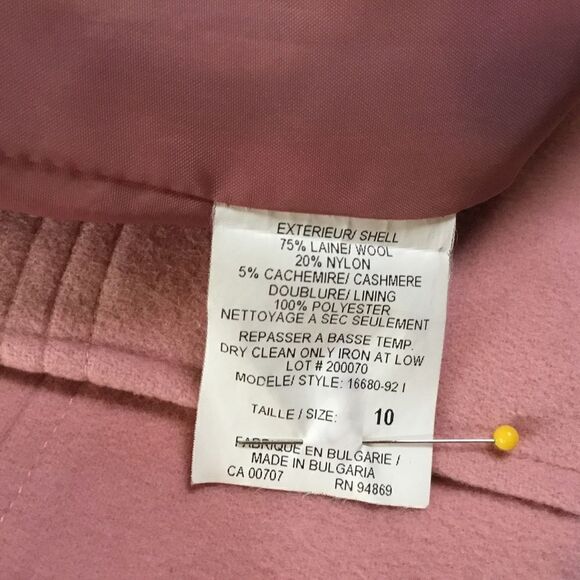 EXTERIEUR/ SHELL
75% LAINE/ WOOL
20% NYLON
5% CACHEMIRE/ CASHMERE
DOUBLURE/ LINING
100% POLYESTER
NETTOYAGE A SEC SEULEMENT
REPASSER A BASSE TEMP.
DRY CLEAN ONLY IRON AT LOW
LOT # 200070
MODELE/ STYLE: 16680-92 I
TAILLE / SIZE: 10
FABRIQUE EN BULGARIE /
MADE IN BULGARIA
CA 00707 RN 94869